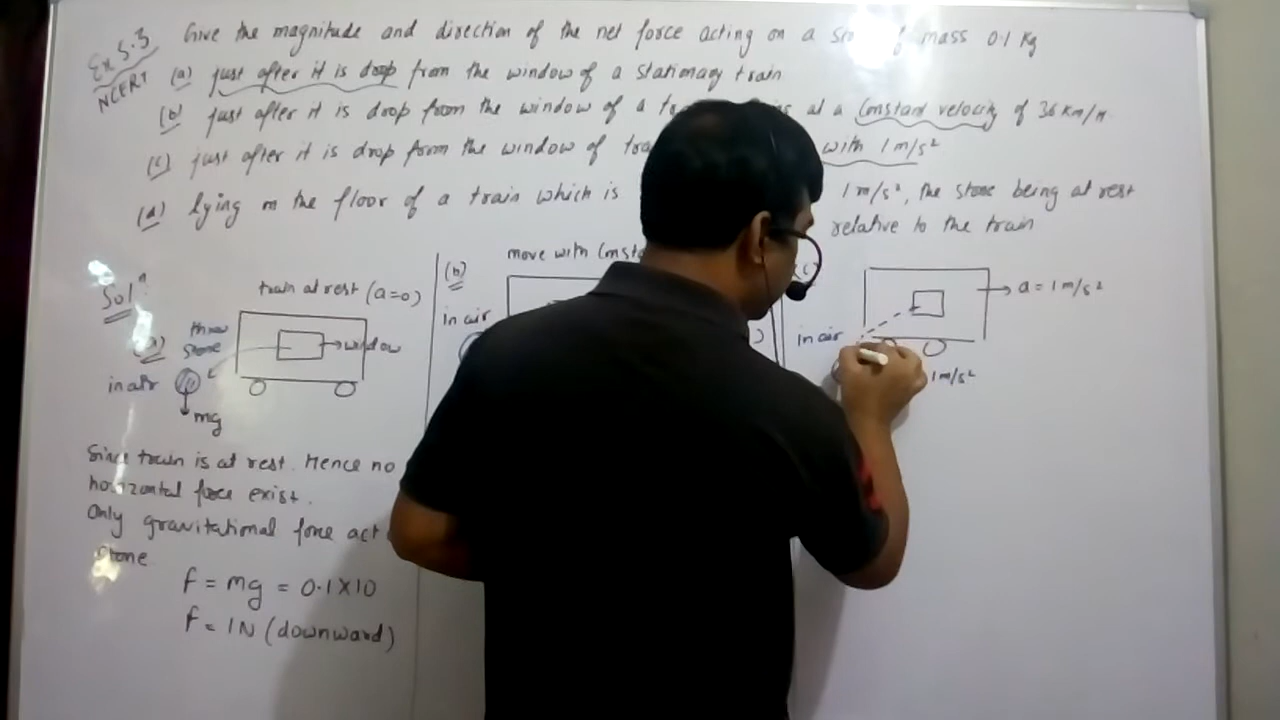 Ex 5.3
NCERT
Give the magnitude and direction of the net force acting on a of mass 0.1 Kg
(a) just after it is drop from the window of a stationary train
(b) just after it is drop from the window of a at a constant velocity of 36 Km/H
(c) just after it is drop from the window of with 1 m/s²
(d) lying on the floor of a train which is 1 m/s², the stone being at rest
relative to the train
Solⁿ
(a)
train at rest (a=0)
throw
stone
window
in air
mg
Since train is at rest. Hence no
horizontal force exist.
Only gravitational force act
stone
F = mg = 0.1×10
F = 1N (downward)
(b)
move with
in air
(c)
a = 1 m/s²
in air
1 m/s²